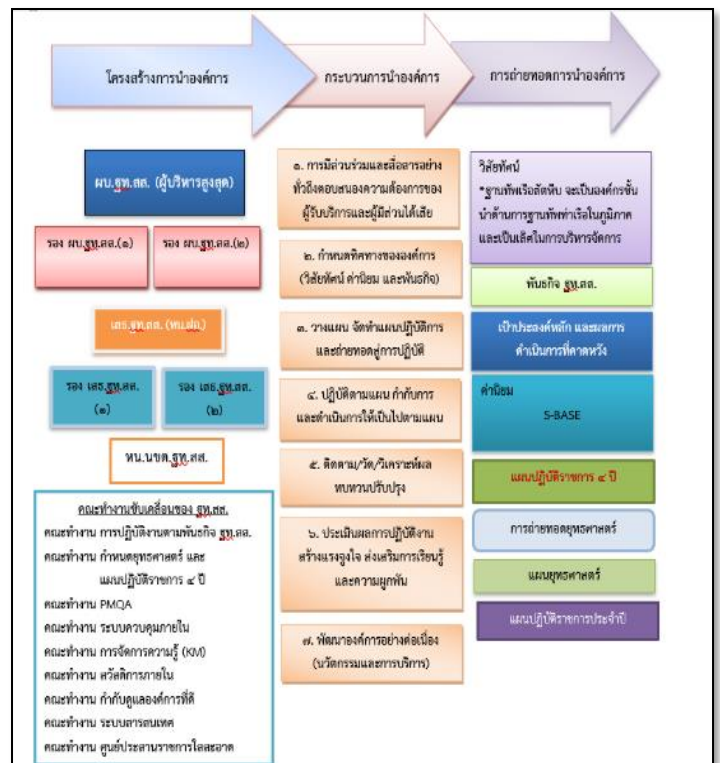 โครงสร้างการนำองค์การ
กระบวนการนำองค์การ
การถ่ายทอดการนำองค์การ
ผบ.ฐท.สส. (ผู้บริหารสูงสุด)
รอง ผบ.ฐท.สส.(๑)
รอง ผบ.ฐท.สส.(๒)
เสธ.ฐท.สส. (หน.ฝก.)
รอง เสธ.ฐท.สส.
(๑)
รอง เสธ.ฐท.สส.
(๒)
หน.นขต.ฐท.สส.
คณะทำงานขับเคลื่อนของ ฐท.สส.
คณะทำงาน การปฏิบัติงานตามพันธกิจ ฐท.สส.
คณะทำงาน กำหนดยุทธศาสตร์ และ
แผนปฏิบัติราชการ ๔ ปี
คณะทำงาน PMQA
คณะทำงาน ระบบควบคุมภายใน
คณะทำงาน การจัดการความรู้ (KM)
คณะทำงาน สวัสดิการภายใน
คณะทำงาน กำกับดูแลองค์การที่ดี
คณะทำงาน ระบบสารสนเทศ
คณะทำงาน ศูนย์ประสานราชการใสสะอาด
๑. การมีส่วนร่วมและสื่อสารอย่าง
ทั่วถึงตอบสนองความต้องการของ
ผู้รับบริการและผู้มีส่วนได้เสีย
๒. กำหนดทิศทางขององค์การ
(วิสัยทัศน์ ค่านิยม และพันธกิจ)
๓. วางแผน จัดทำแผนปฏิบัติการ
และถ่ายทอดสู่การปฏิบัติ
๔. ปฏิบัติตามแผน กำกับการ
และดำเนินการให้เป็นไปตามแผน
๕. ติดตาม/วัด/วิเคราะห์ผล
ทบทวนปรับปรุง
๖. ประเมินผลการปฏิบัติงาน
สร้างแรงจูงใจ ส่งเสริมการเรียนรู้
และความผูกพัน
๗. พัฒนาองค์การอย่างต่อเนื่อง
(นวัตกรรมและการบริการ)
วิสัยทัศน์
"ฐานทัพเรือสัตหีบ จะเป็นองค์กรชั้น
นำด้านการฐานทัพท่าเรือในภูมิภาค
และเป็นเลิศในการบริหารจัดการ
พันธกิจ ฐท.สส.
เป้าประสงค์หลัก และผลการ
ดำเนินการที่คาดหวัง
ค่านิยม
S-BASE
แผนปฏิบัติราชการ ๔ ปี
การถ่ายทอดยุทธศาสตร์
แผนยุทธศาสตร์
แผนปฏิบัติราชการประจำปี